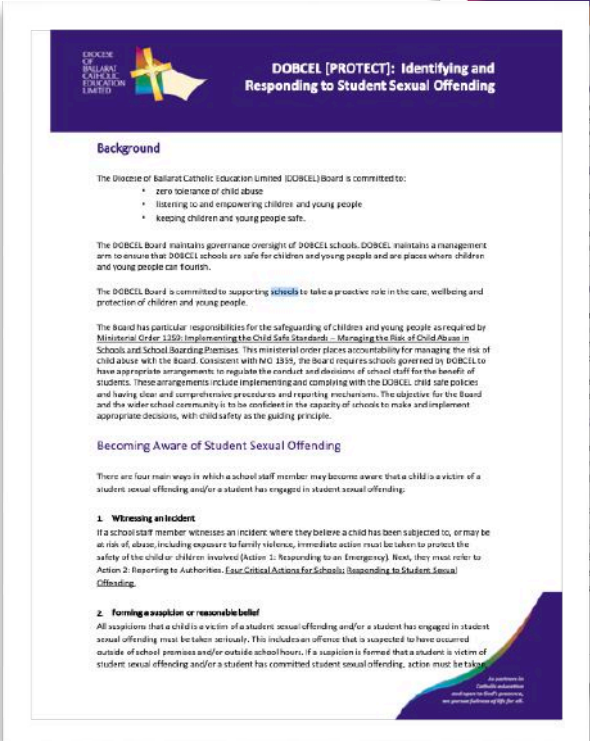 DIOCESE
OF
BALLARAT
CATHOLIC
EDUCATION
LIMITED
DOBCEL [PROTECT]: Identifying and
Responding to Student Sexual Offending
Background
The Diocese of Ballarat Catholic Education Limited (DOBCEL) Board is committed to:
• zero tolerance of child abuse
• listening to and empowering children and young people
• keeping children and young people safe.
The DOBCEL Board maintains governance oversight of DOBCEL schools. DOBCEL maintains a management
arm to ensure that DOBCEL schools are safe for children and young people and are places where children
and young people can flourish.
The DOBCEL Board is committed to supporting schools to take a proactive role in the care, wellbeing and
protection of children and young people.
The Board has particular responsibilities for the safeguarding of children and young people as required by
Ministerial Order 1359: Implementing the Child Safe Standards – Managing the Risk of Child Abuse in
Schools and School Boarding Premises. This ministerial order places accountability for managing the risk of
child abuse with the Board. Consistent with MO 1359, the Board requires schools governed by DOBCEL to
have appropriate arrangements to regulate the conduct and decisions of school staff for the benefit of
students. These arrangements include implementing and complying with the DOBCEL child safe policies
and having clear and comprehensive procedures and reporting mechanisms. The objective for the Board
and the wider school community is to be confident in the capacity of schools to make and implement
appropriate decisions, with child safety as the guiding principle.
Becoming Aware of Student Sexual Offending
There are four main ways in which a school staff member may become aware that a child is a victim of a
student sexual offending and/or a student has engaged in student sexual offending:
1. Witnessing an incident
If a school staff member witnesses an incident where they believe a child has been subjected to, or may be
at risk of, abuse, including exposure to family violence, immediate action must be taken to protect the
safety of the child or children involved (Action 1: Responding to an Emergency). Next, they must refer to
Action 2: Reporting to Authorities. Four Critical Actions for Schools: Responding to Student Sexual
Offending.
2. Forming a suspicion or reasonable belief
All suspicions that a child is a victim of a student sexual offending and/or a student has engaged in student
sexual offending must be taken seriously. This includes an offence that is suspected to have occurred
outside of school premises and/or outside school hours. If a suspicion is formed that a student is victim of
student sexual offending and/or a student has committed student sexual offending, action must be taken,
As partners in
Catholic education
and open to God's presence,
we pursue fullness of life for all.